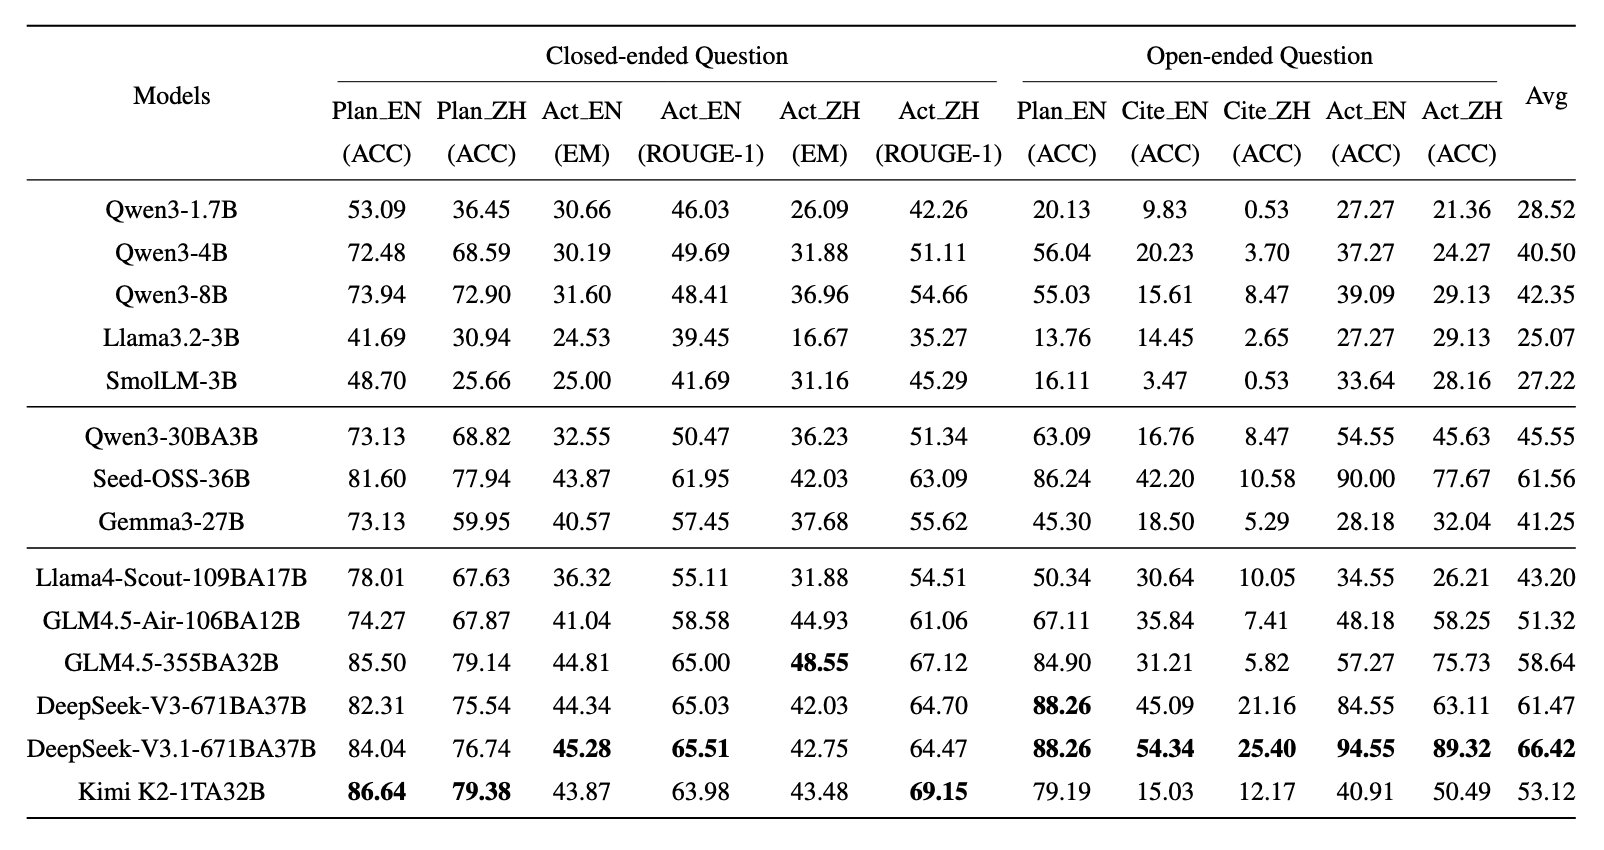 Models Closed-ended Question Open-ended Question Avg
Plan_EN Plan_ZH Act_EN Act_EN Act_ZH Act_ZH Plan_EN Cite_EN Cite_ZH Act_EN Act_ZH
(ACC) (ACC) (EM) (ROUGE-1) (EM) (ROUGE-1) (ACC) (ACC) (ACC) (ACC) (ACC)
Qwen3-1.7B 53.09 36.45 30.66 46.03 26.09 42.26 20.13 9.83 0.53 27.27 21.36 28.52
Qwen3-4B 72.48 68.59 30.19 49.69 31.88 51.11 56.04 20.23 3.70 37.27 24.27 40.50
Qwen3-8B 73.94 72.90 31.60 48.41 36.96 54.66 55.03 15.61 8.47 39.09 29.13 42.35
Llama3.2-3B 41.69 30.94 24.53 39.45 16.67 35.27 13.76 14.45 2.65 27.27 29.13 25.07
SmolLM-3B 48.70 25.66 25.00 41.69 31.16 45.29 16.11 3.47 0.53 33.64 28.16 27.22
Qwen3-30BA3B 73.13 68.82 32.55 50.47 36.23 51.34 63.09 16.76 8.47 54.55 45.63 45.55
Seed-OSS-36B 81.60 77.94 43.87 61.95 42.03 63.09 86.24 42.20 10.58 90.00 77.67 61.56
Gemma3-27B 73.13 59.95 40.57 57.45 37.68 55.62 45.30 18.50 5.29 28.18 32.04 41.25
Llama4-Scout-109BA17B 78.01 67.63 36.32 55.11 31.88 54.51 50.34 30.64 10.05 34.55 26.21 43.20
GLM4.5-Air-106BA12B 74.27 67.87 41.04 58.58 44.93 61.06 67.11 35.84 7.41 48.18 58.25 51.32
GLM4.5-355BA32B 85.50 79.14 44.81 65.00 48.55 67.12 84.90 31.21 5.82 57.27 75.73 58.64
DeepSeek-V3-671BA37B 82.31 75.54 44.34 65.03 42.03 64.70 88.26 45.09 21.16 84.55 63.11 61.47
DeepSeek-V3.1-671BA37B 84.04 76.74 45.28 65.51 42.75 64.47 88.26 54.34 25.40 94.55 89.32 66.42
Kimi K2-1TA32B 86.64 79.38 43.87 63.98 43.48 69.15 79.19 15.03 12.17 40.91 50.49 53.12